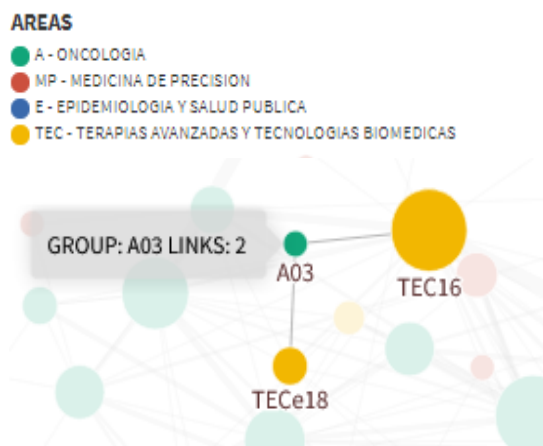 AREAS
A - ONCOLOGIA
MP - MEDICINA DE PRECISION
E - EPIDEMIOLOGIA Y SALUD PUBLICA
TEC - TERAPIAS AVANZADAS Y TECNOLOGIAS BIOMEDICAS
GROUP: A03 LINKS: 2
A03
TEC16
TECe18